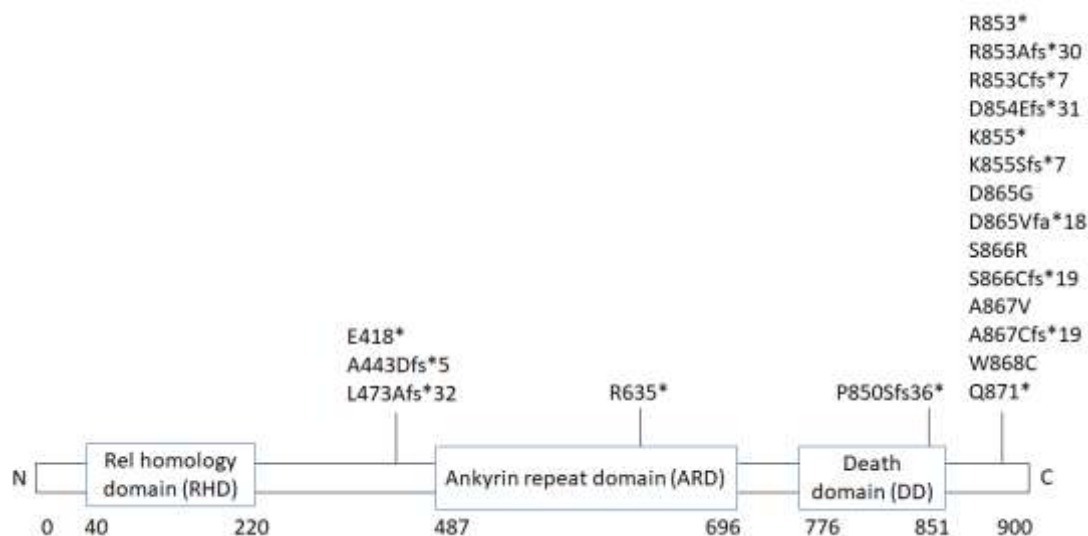 R853*
R853Afs*30
R853Cfs*7
D854Efs*31
K855*
K855Sfs*7
D865G
D865Vfa*18
S866R
S866Cfs*19
A867V
A867Cfs*19
W868C
Q871*
E418*
A443Dfs*5
L473Afs*32
R635*
P850Sfs36*
N
Rel homology
domain (RHD)
Ankyrin repeat domain (ARD)
Death
domain (DD)
C
0 40 220 487 696 776 851 900